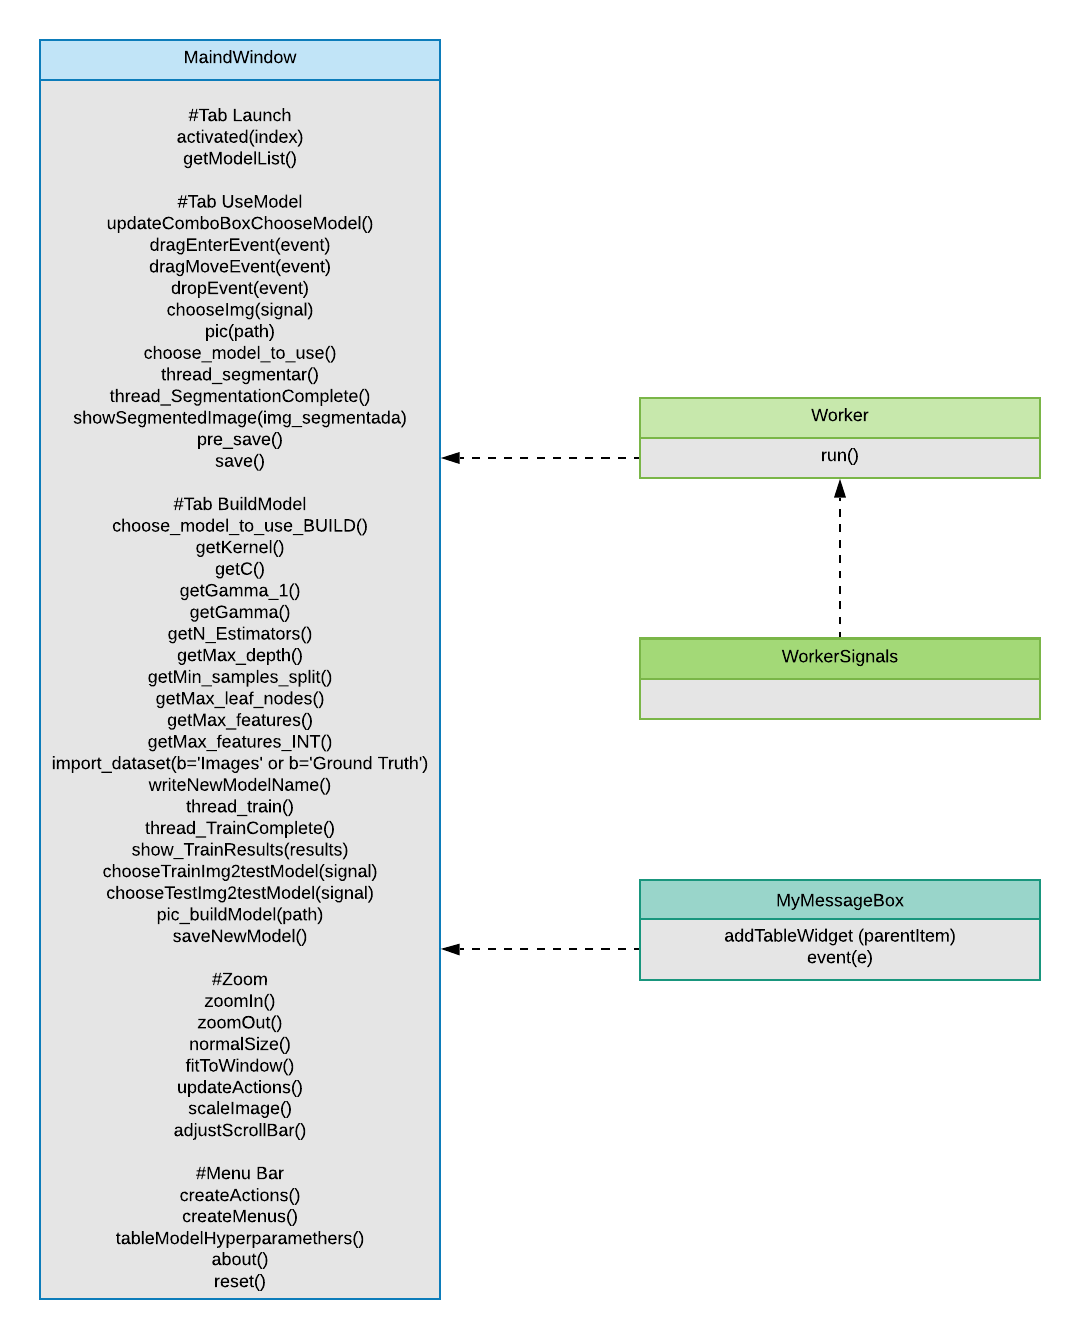 MaindWindow
#Tab Launch
activated(index)
getModelList()
#Tab UseModel
updateComboBoxChooseModel()
dragEnterEvent(event)
dragMoveEvent(event)
dropEvent(event)
chooseImg(signal)
pic(path)
choose_model_to_use()
thread_segmentar()
thread_SegmentationComplete()
showSegmentedImage(img_segmentada)
pre_save()
save()
#Tab BuildModel
choose_model_to_use_BUILD()
getKernel()
getC()
getGamma_1()
getGamma()
getN_Estimators()
getMax_depth()
getMin_samples_split()
getMax_leaf_nodes()
getMax_features()
getMax_features_INT()
import_dataset(b='Images' or b='Ground Truth')
writeNewModelName()
thread_train()
thread_TrainComplete()
show_TrainResults(results)
chooseTrainImg2testModel(signal)
chooseTestImg2testModel(signal)
pic_buildModel(path)
saveNewModel()
#Zoom
zoomIn()
zoomOut()
normalSize()
fitToWindow()
updateActions()
scaleImage()
adjustScrollBar()
#Menu Bar
createActions()
createMenus()
tableModelHyperparamethers()
about()
reset()
Worker
run()
WorkerSignals
MyMessageBox
addTableWidget (parentItem)
event(e)